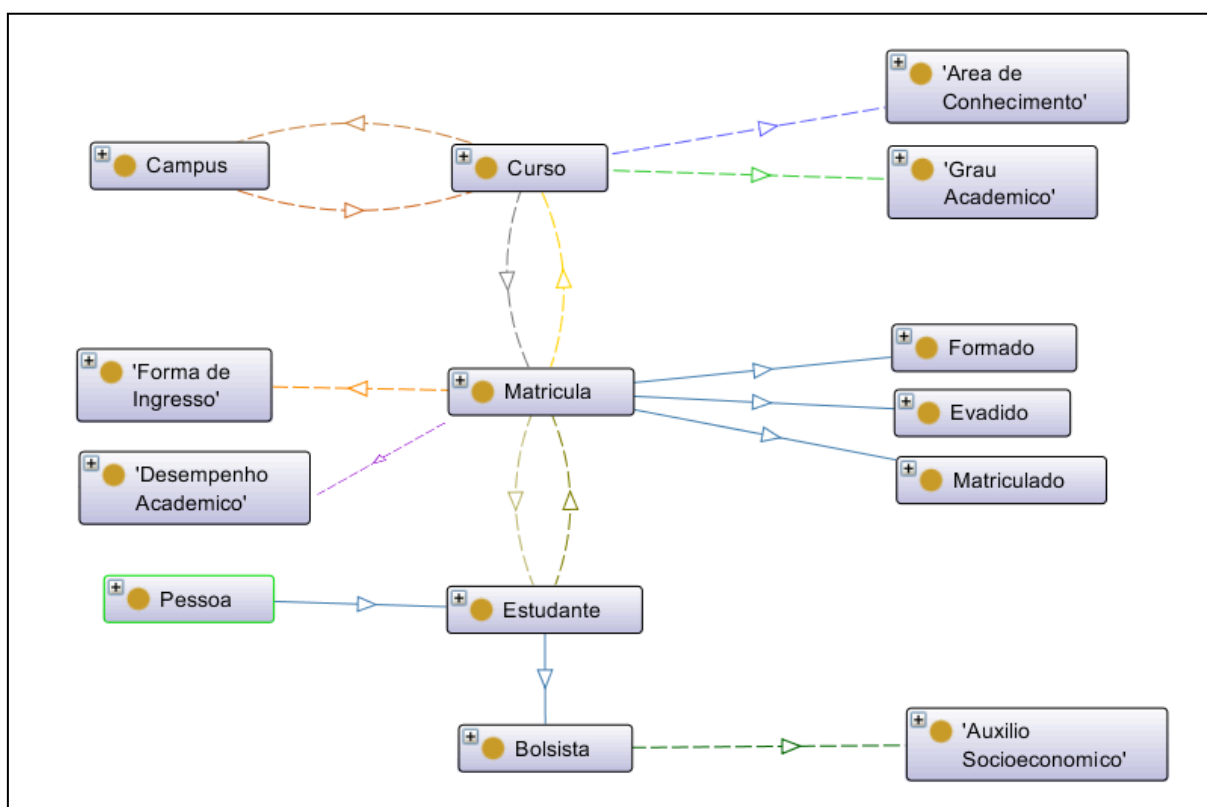 'Area de
Conhecimento'
Campus
Curso
'Grau
Academico'
'Forma de
Ingresso'
Matricula
Formado
Evadido
Matriculado
'Desempenho
Academico'
Pessoa
Estudante
Bolsista
'Auxilio
Socioeconomico'